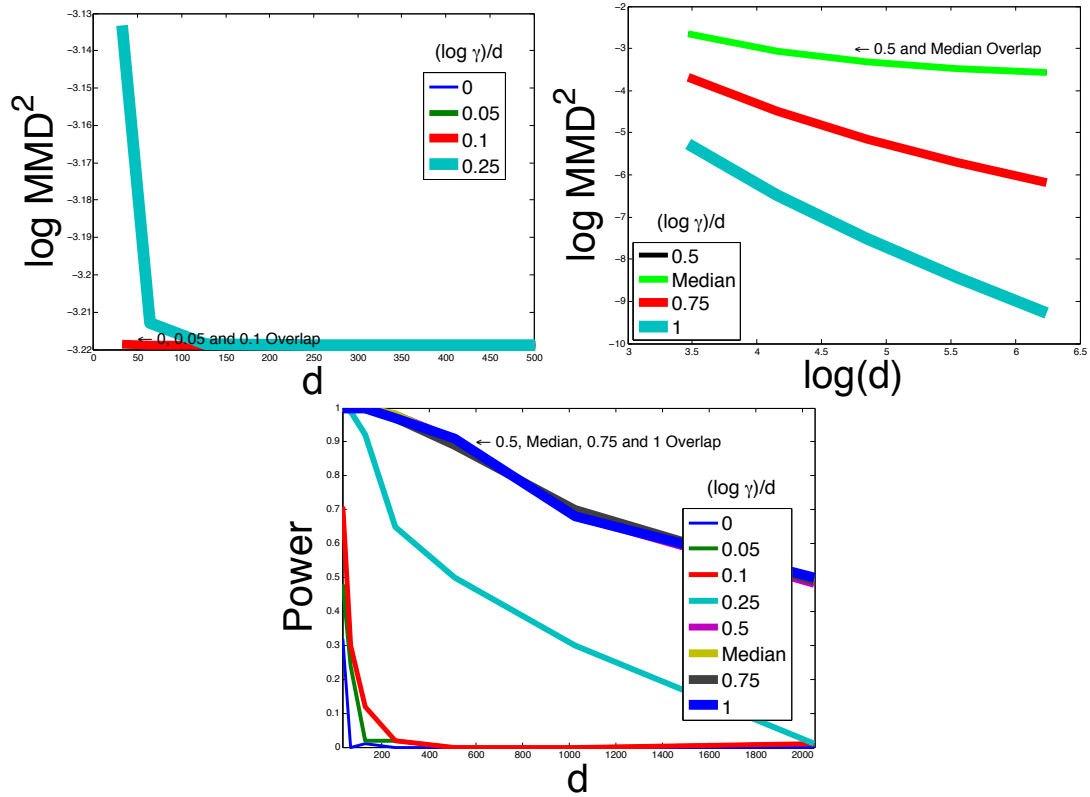 log MMD²
−3.13
−3.14
−3.15
−3.16
−3.17
−3.18
−3.19
−3.2
−3.21
−3.22
(log γ)/d
0
0.05
0.1
0.25
← 0, 0.05 and 0.1 Overlap
0 50 100 150 200 250 300 350 400 450 500
d
log MMD²
−2
−3
−4
−5
−6
−7
−8
−9
−10
← 0.5 and Median Overlap
(log γ)/d
0.5
Median
0.75
1
3 3.5 4 4.5 5 5.5 6 6.5
log(d)
Power
1
0.9
0.8
0.7
0.6
0.5
0.4
0.3
0.2
0.1
0
← 0.5, Median, 0.75 and 1 Overlap
(log γ)/d
0
0.05
0.1
0.25
0.5
Median
0.75
1
200 400 600 800 1000 1200 1400 1600 1800 2000
d